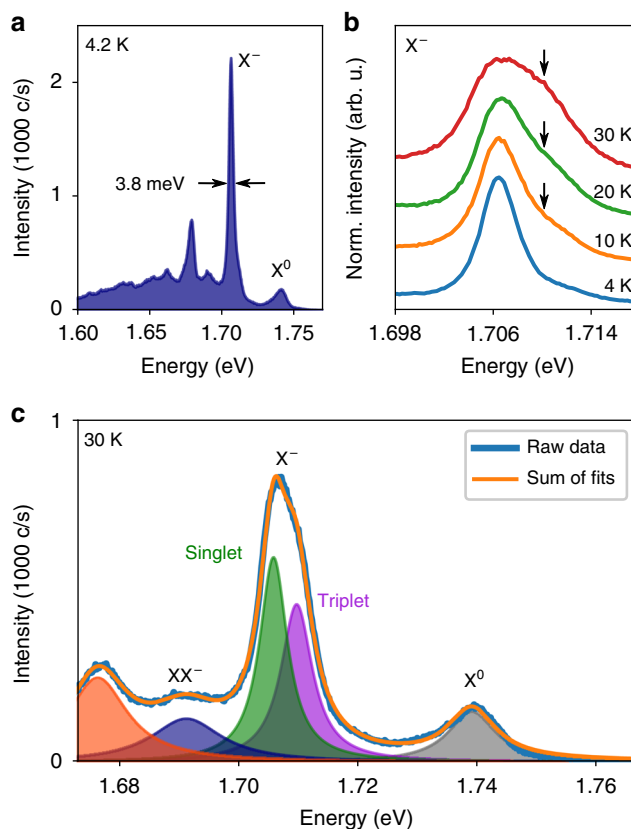 a
4.2 K
X⁻
3.8 meV
X⁰
Intensity (1000 c/s)
2
1
0
1.60
1.65
1.70
1.75
Energy (eV)
b
X⁻
Norm. intensity (arb. u.)
30 K
20 K
10 K
4 K
1.698
1.706
1.714
Energy (eV)
c
30 K
X⁻
Raw data
Sum of fits
Singlet
Triplet
XX⁻
X⁰
Intensity (1000 c/s)
1
0
1.68
1.70
1.72
1.74
1.76
Energy (eV)